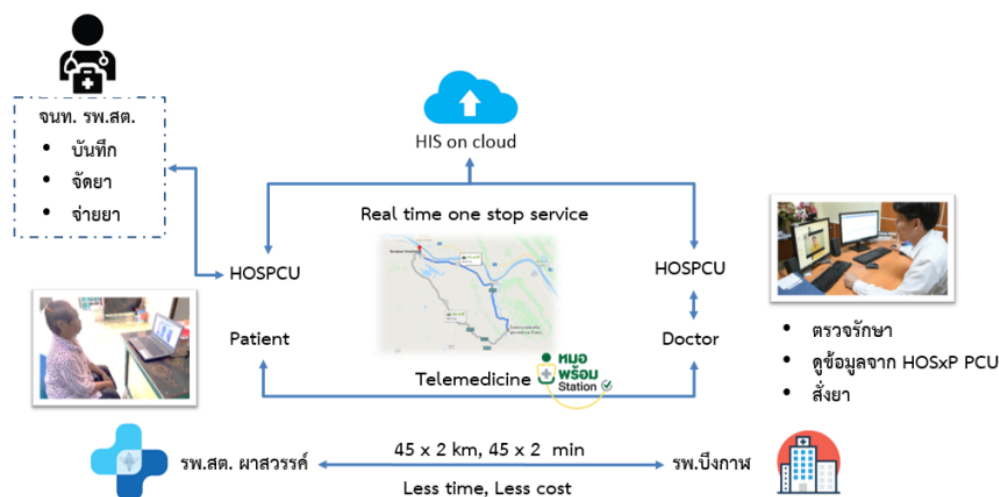 จนท. รพ.สต.
• บันทึก
• จัดยา
• จ่ายยา
HIS on cloud
Real time one stop service
HOSPCU
HOSPCU
Patient
Doctor
Telemedicine
หมอ
พร้อม
Station
• ตรวจรักษา
• ดูข้อมูลจาก HOSxP PCU
• สั่งยา
รพ.สต. ผาสวรรค์
45 x 2 km, 45 x 2 min
รพ.บึงกาฬ
Less time, Less cost